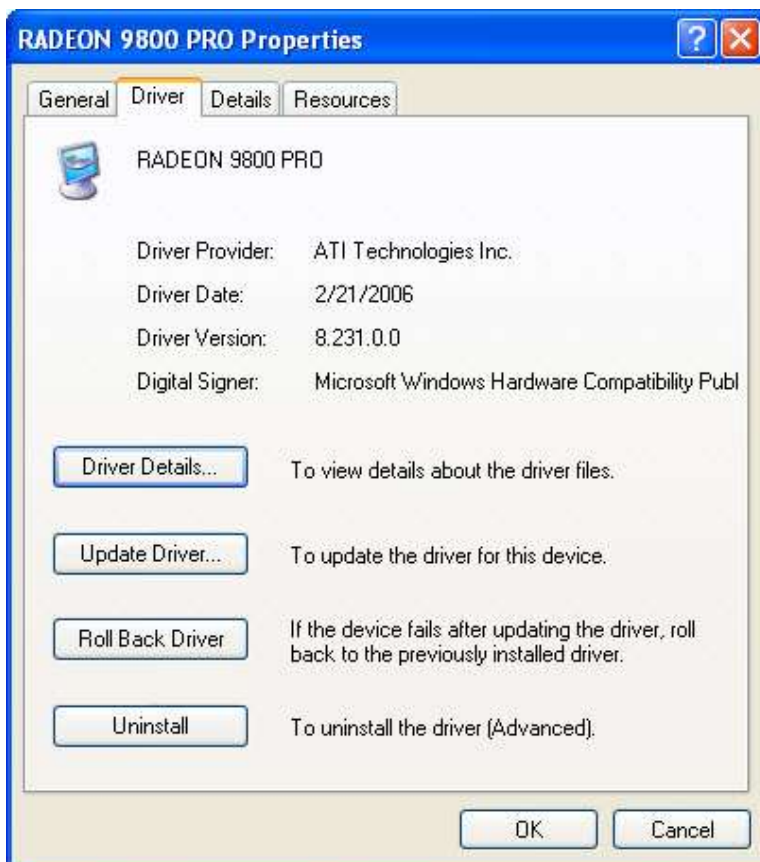 RADEON 9800 PRO Properties
General Driver Details Resources
RADEON 9800 PRO
Driver Provider: ATI Technologies Inc.
Driver Date: 2/21/2006
Driver Version: 8.231.0.0
Digital Signer: Microsoft Windows Hardware Compatibility Publ
Driver Details... To view details about the driver files.
Update Driver... To update the driver for this device.
Roll Back Driver If the device fails after updating the driver, roll
back to the previously installed driver.
Uninstall To uninstall the driver (Advanced).
OK Cancel